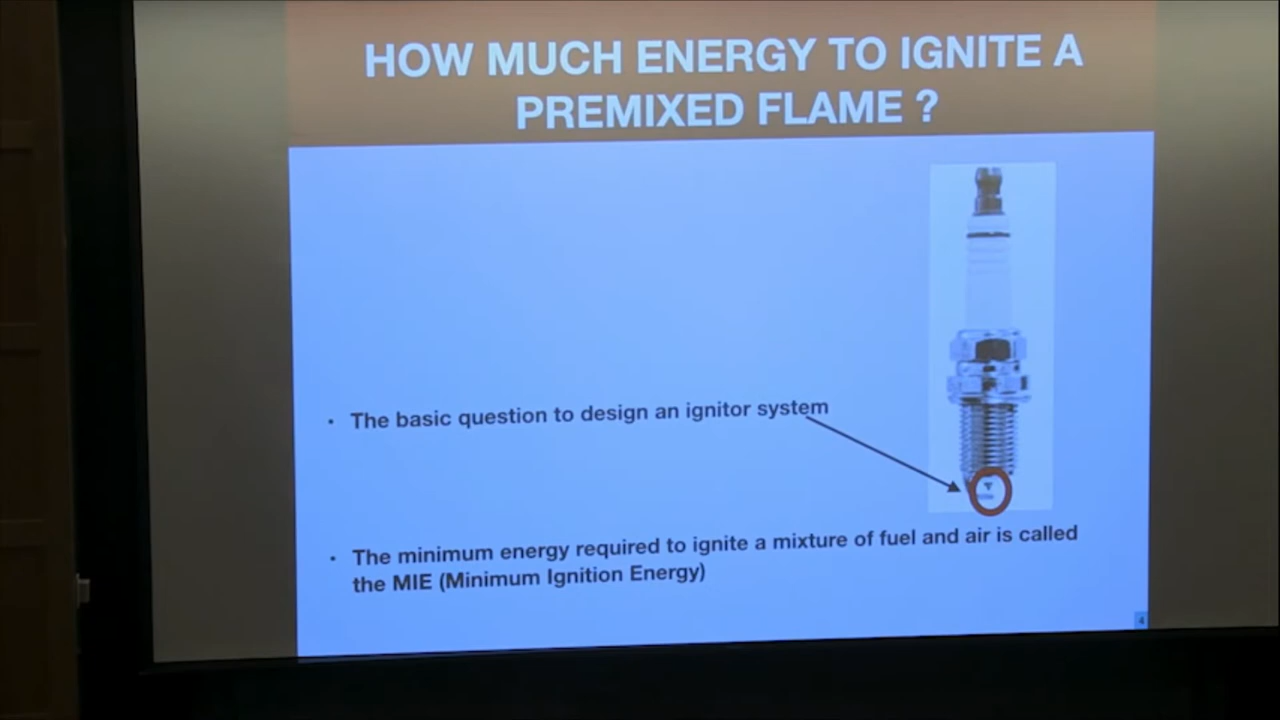 HOW MUCH ENERGY TO IGNITE A
PREMIXED FLAME ?
• The basic question to design an ignitor system
• The minimum energy required to ignite a mixture of fuel and air is called
the MIE (Minimum Ignition Energy)
4